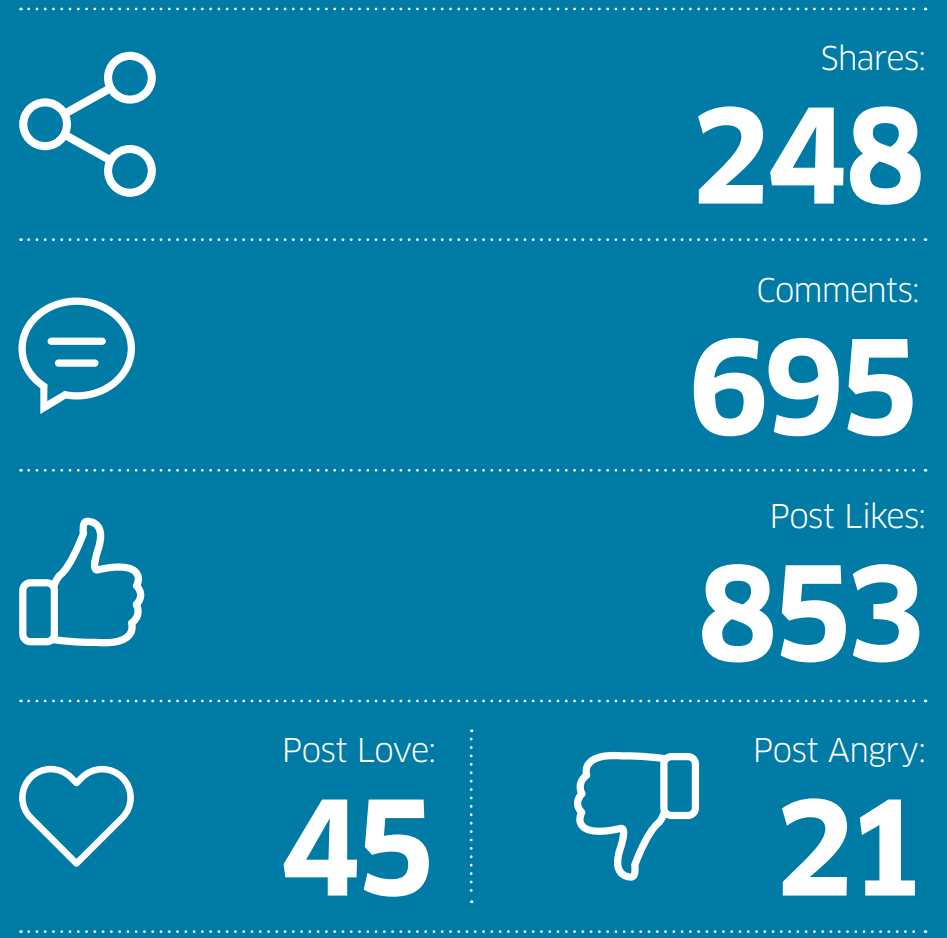 Shares:
248
Comments:
695
Post Likes:
853
Post Love:
45
Post Angry:
21